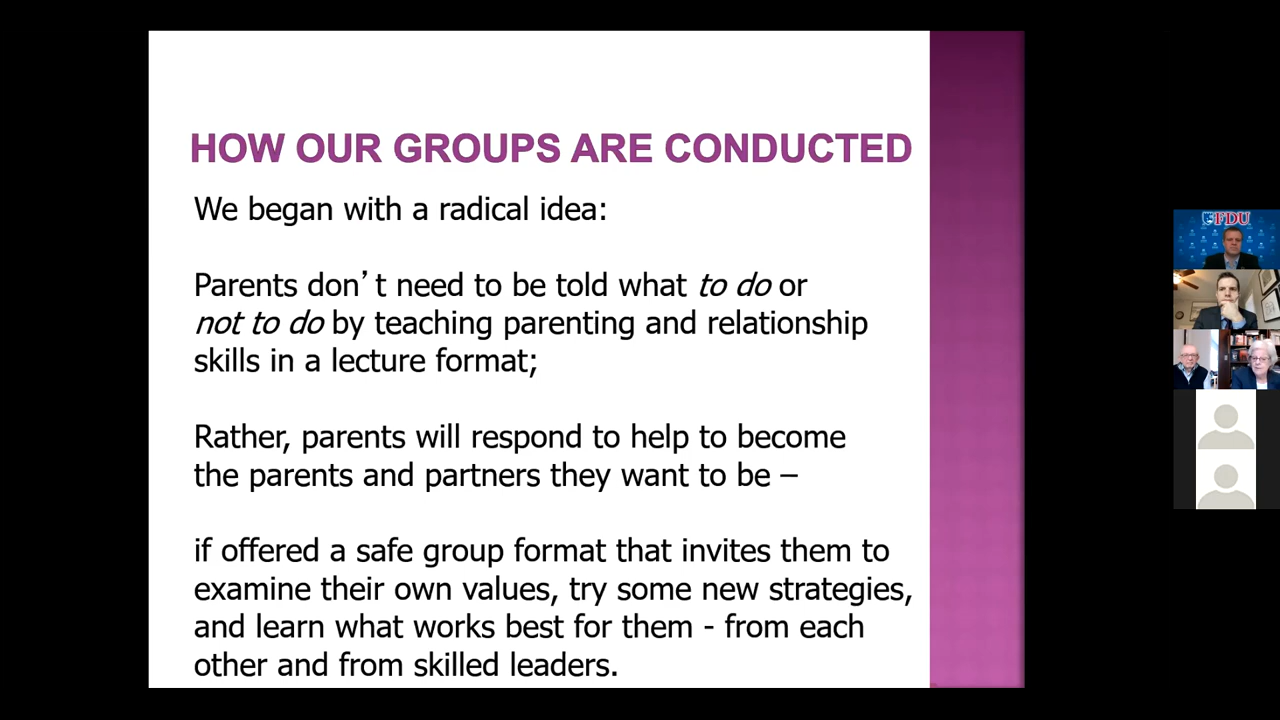 HOW OUR GROUPS ARE CONDUCTED
We began with a radical idea:
Parents don’t need to be told what to do or
not to do by teaching parenting and relationship
skills in a lecture format;
Rather, parents will respond to help to become
the parents and partners they want to be –
if offered a safe group format that invites them to
examine their own values, try some new strategies,
and learn what works best for them - from each
other and from skilled leaders.
FDU